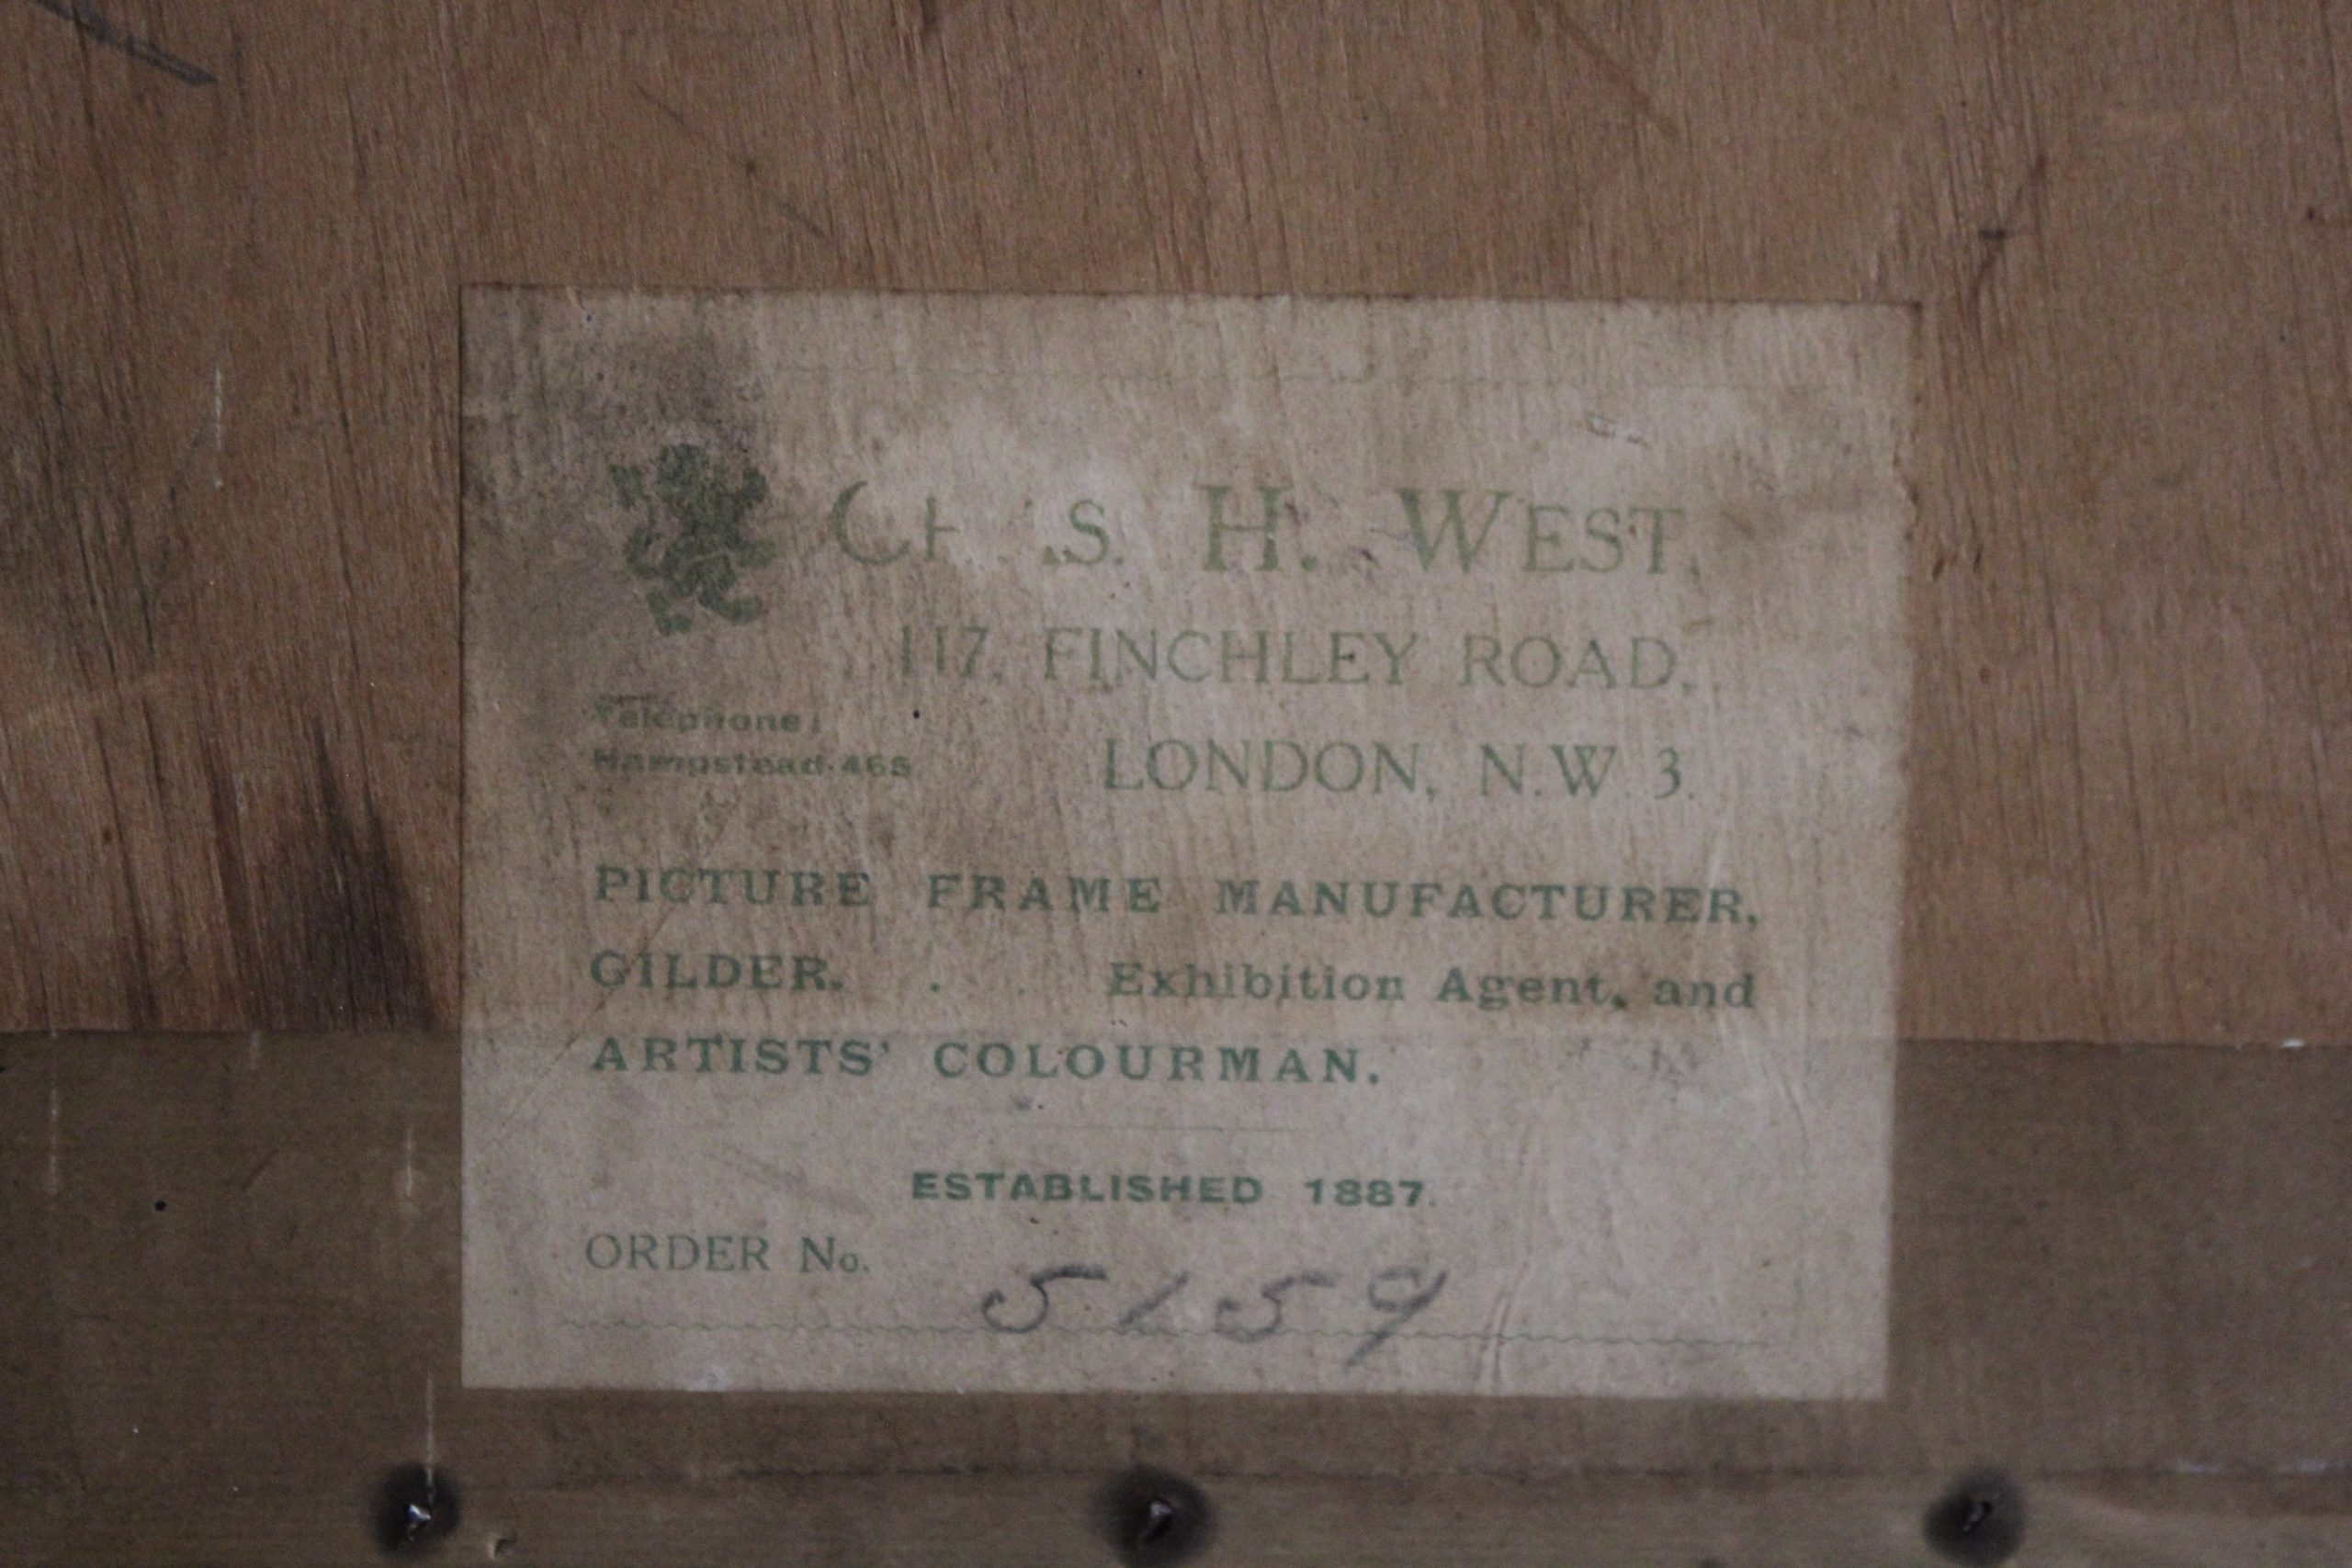 H. WEST,
117, FINCHLEY ROAD,
Telephone:
Hampstead 465
LONDON, N.W 3.
PICTURE FRAME MANUFACTURER,
GILDER. . Exhibition Agent, and
ARTISTS' COLOURMAN.
ESTABLISHED 1887.
ORDER No.
5159